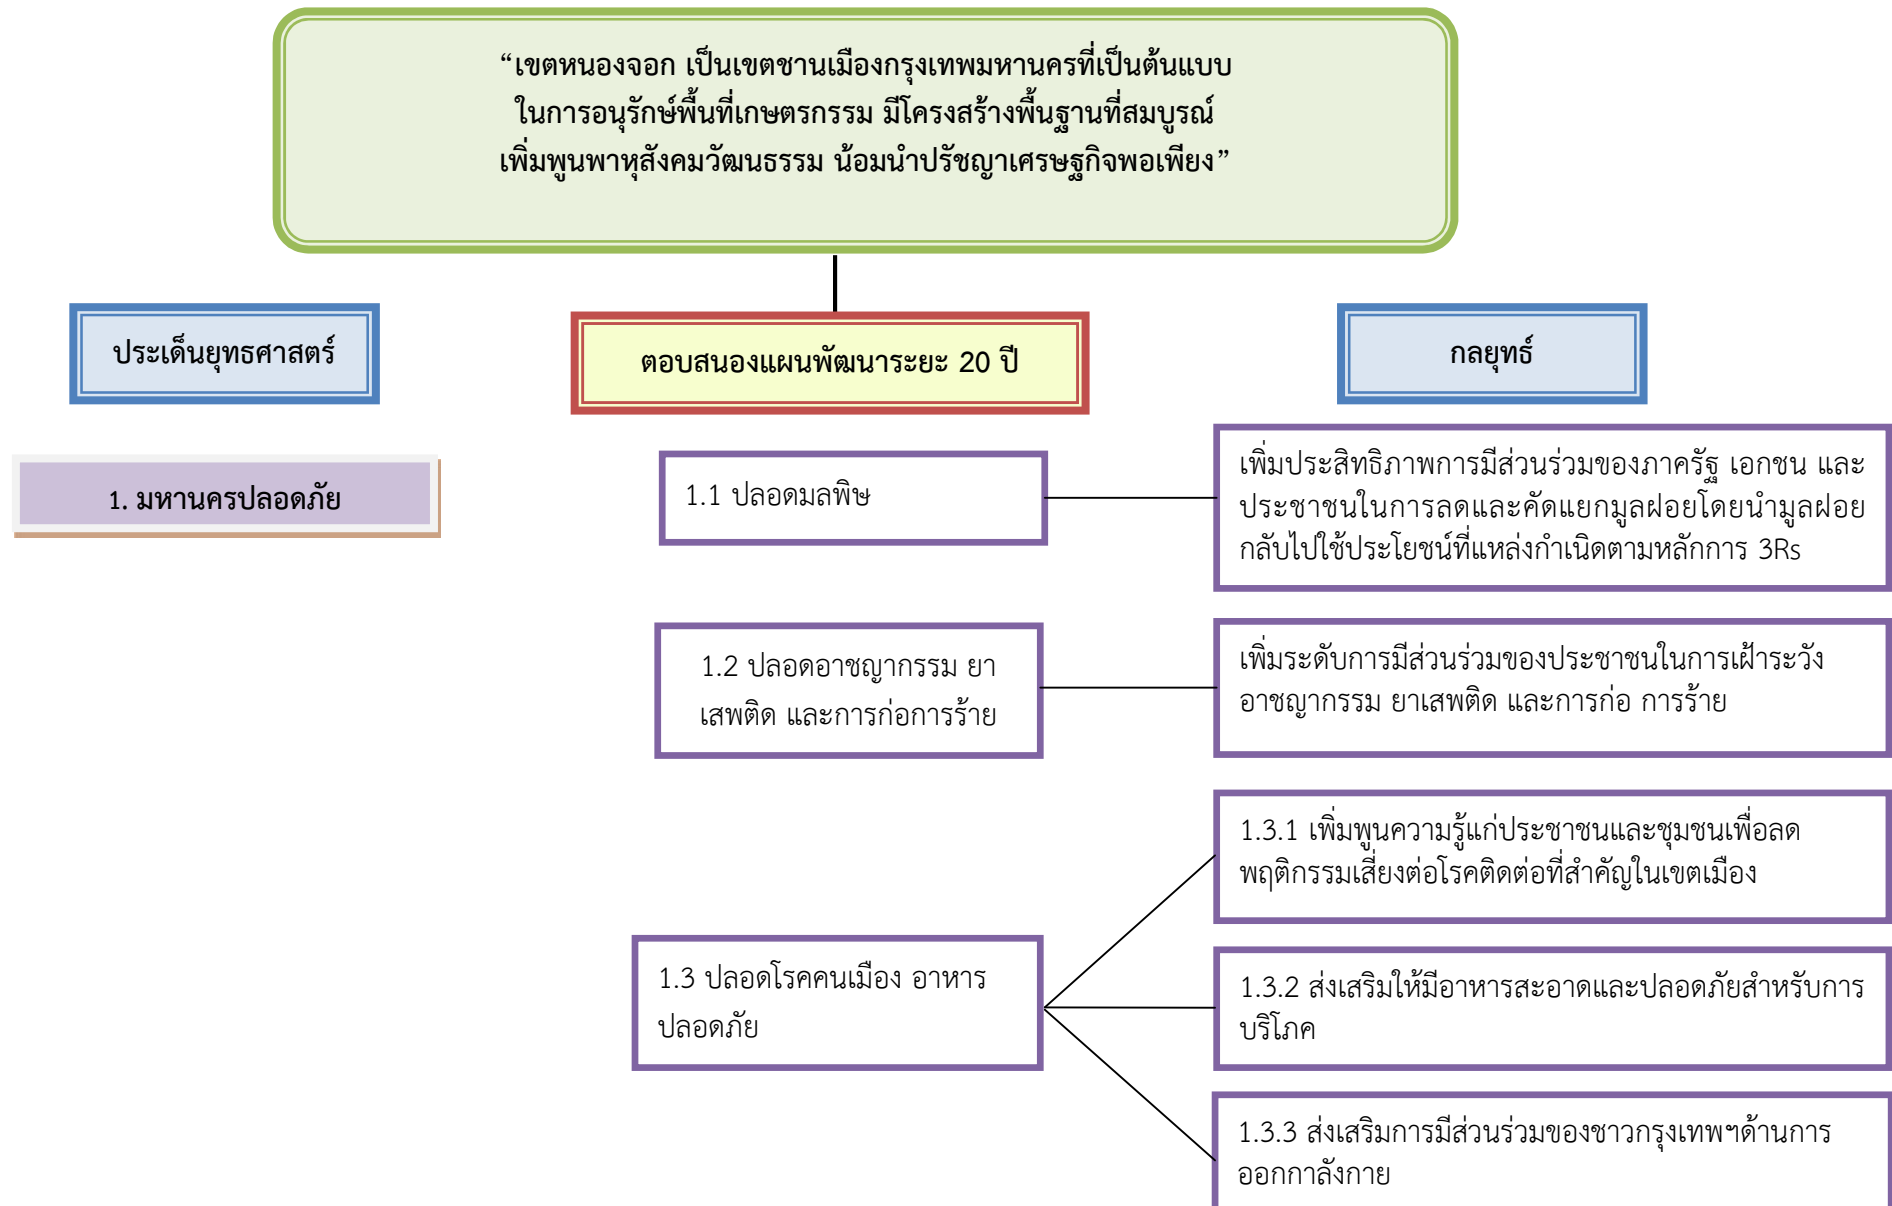 “เขตหนองจอก เป็นเขตชานเมืองกรุงเทพมหานครที่เป็นต้นแบบ
ในการอนุรักษ์พื้นที่เกษตรกรรม มีโครงสร้างพื้นฐานที่สมบูรณ์
เพิ่มพูนพาหุสังคมวัฒนธรรม น้อมนำปรัชญาเศรษฐกิจพอเพียง”
ประเด็นยุทธศาสตร์
ตอบสนองแผนพัฒนาระยะ 20 ปี
กลยุทธ์
1. มหานครปลอดภัย
1.1 ปลอดมลพิษ
เพิ่มประสิทธิภาพการมีส่วนร่วมของภาครัฐ เอกชน และ
ประชาชนในการลดและคัดแยกมูลฝอยโดยนำมูลฝอย
กลับไปใช้ประโยชน์ที่แหล่งกำเนิดตามหลักการ 3Rs
1.2 ปลอดอาชญากรรม ยา
เสพติด และการก่อการร้าย
เพิ่มระดับการมีส่วนร่วมของประชาชนในการเฝ้าระวัง
อาชญากรรม ยาเสพติด และการก่อ การร้าย
1.3 ปลอดโรคคนเมือง อาหาร
ปลอดภัย
1.3.1 เพิ่มพูนความรู้แก่ประชาชนและชุมชนเพื่อลด
พฤติกรรมเสี่ยงต่อโรคติดต่อที่สำคัญในเขตเมือง
1.3.2 ส่งเสริมให้มีอาหารสะอาดและปลอดภัยสำหรับการ
บริโภค
1.3.3 ส่งเสริมการมีส่วนร่วมของชาวกรุงเทพฯด้านการ
ออกกาลังกาย